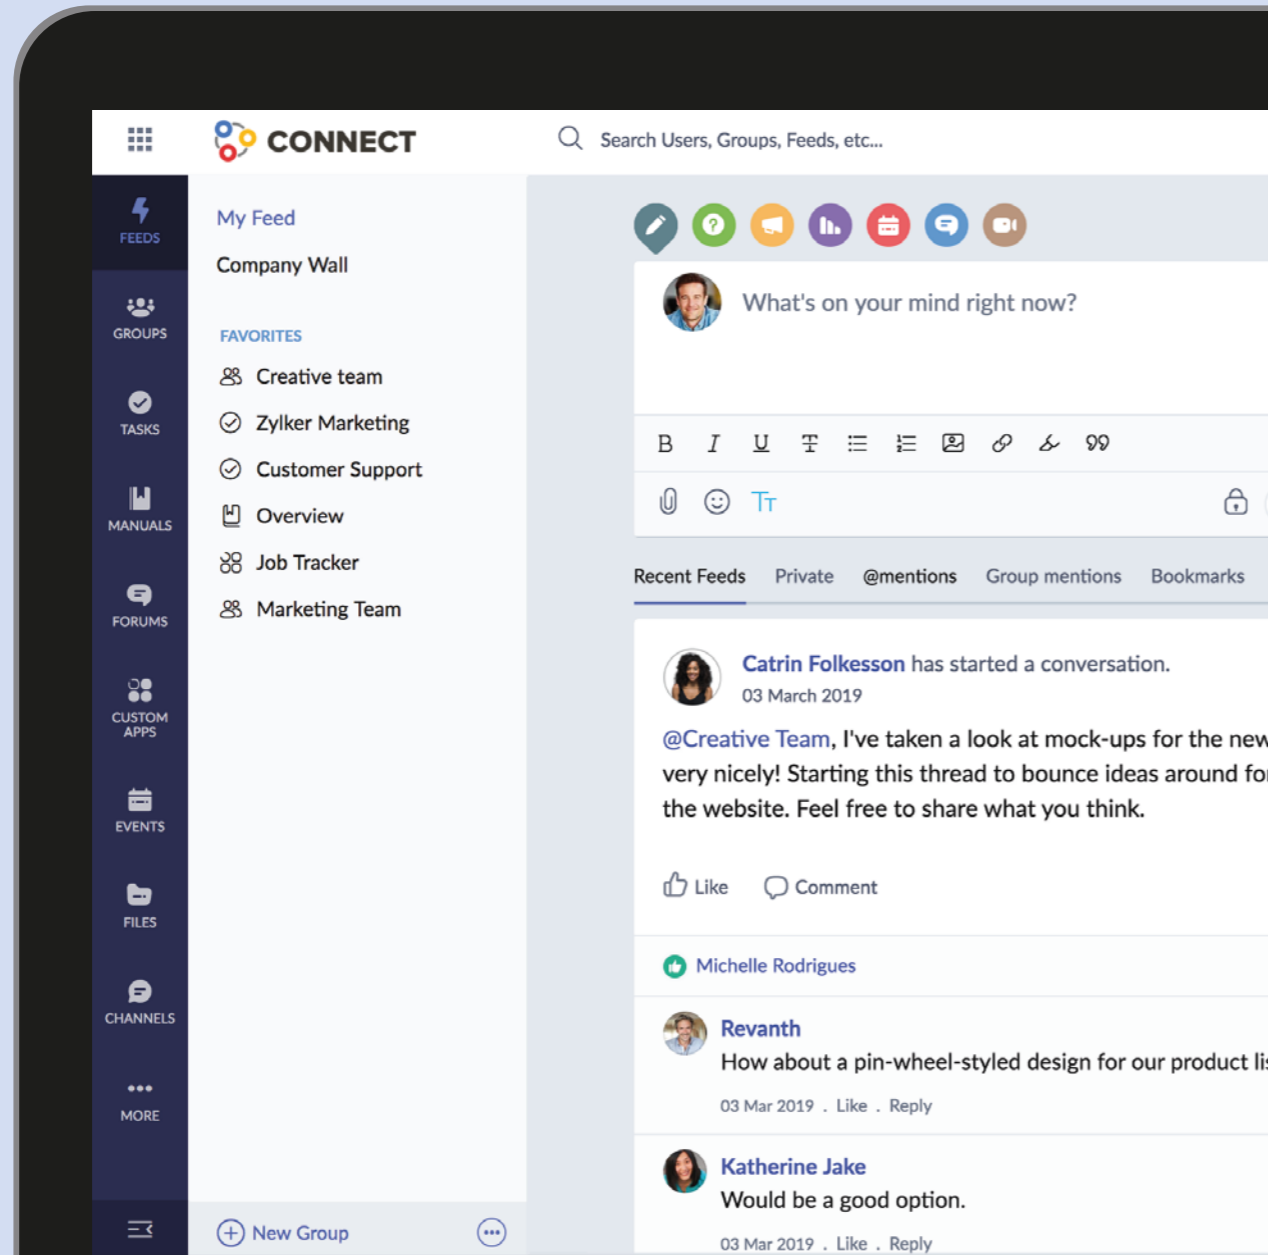 CONNECT
Search Users, Groups, Feeds, etc...
FEEDS
GROUPS
TASKS
MANUALS
FORUMS
CUSTOM
APPS
EVENTS
FILES
CHANNELS
MORE
My Feed
Company Wall
FAVORITES
Creative team
Zylker Marketing
Customer Support
Overview
Job Tracker
Marketing Team
New Group
What's on your mind right now?
B I U T
TT
Recent Feeds Private @mentions Group mentions Bookmarks
Catrin Folkesson has started a conversation.
03 March 2019
@Creative Team, I've taken a look at mock-ups for the new
very nicely! Starting this thread to bounce ideas around for
the website. Feel free to share what you think.
Like Comment
Michelle Rodrigues
Revanth
How about a pin-wheel-styled design for our product
03 Mar 2019 . Like . Reply
Katherine Jake
Would be a good option.
03 Mar 2019 . Like . Reply